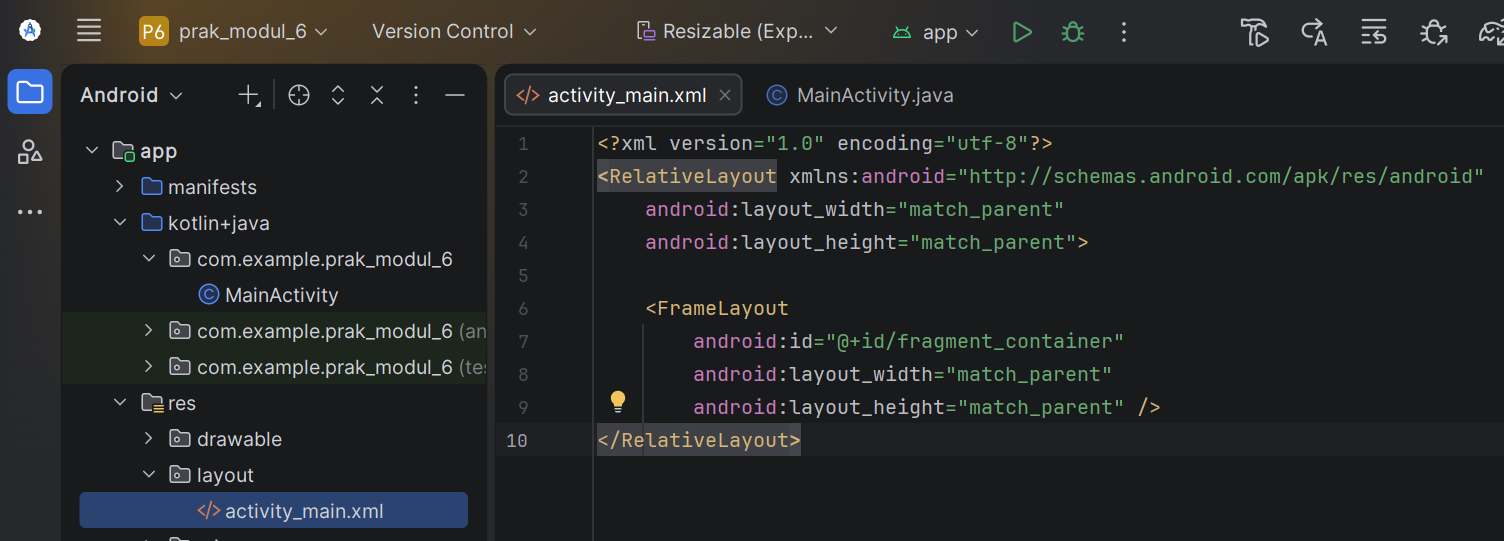 P6 prak_modul_6 Version Control Resizable (Exp... app
Android
activity_main.xml MainActivity.java
app
manifests
kotlin+java
com.example.prak_modul_6
MainActivity
com.example.prak_modul_6 (an
com.example.prak_modul_6 (tes
res
drawable
layout
activity_main.xml
1 <?xml version="1.0" encoding="utf-8"?>
2 <RelativeLayout xmlns:android="http://schemas.android.com/apk/res/android"
3 android:layout_width="match_parent"
4 android:layout_height="match_parent">
5
6 <FrameLayout
7 android:id="@+id/fragment_container"
8 android:layout_width="match_parent"
9 android:layout_height="match_parent" />
10 </RelativeLayout>